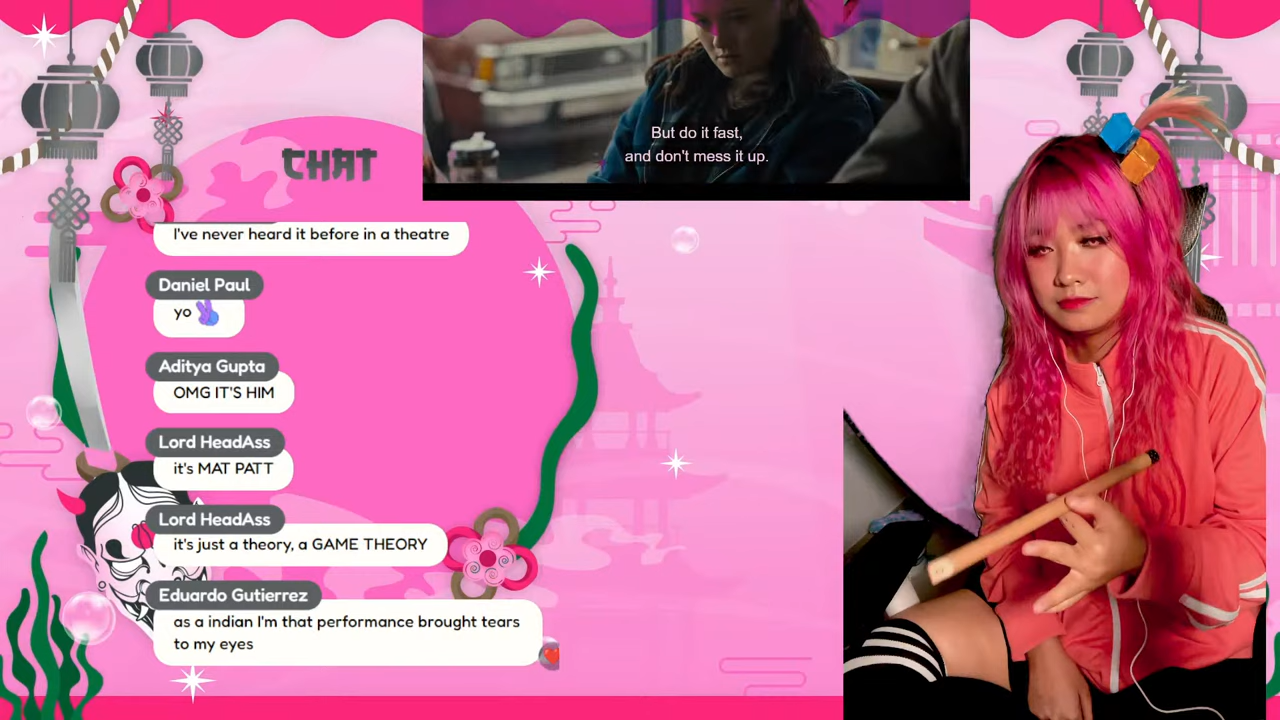 But do it fast,
and don't mess it up.
CHAT
I've never heard it before in a theatre
Daniel Paul
yo
Aditya Gupta
OMG IT'S HIM
Lord HeadAss
it's MAT PATT
Lord HeadAss
it's just a theory, a GAME THEORY
Eduardo Gutierrez
as a indian I'm that performance brought tears
to my eyes